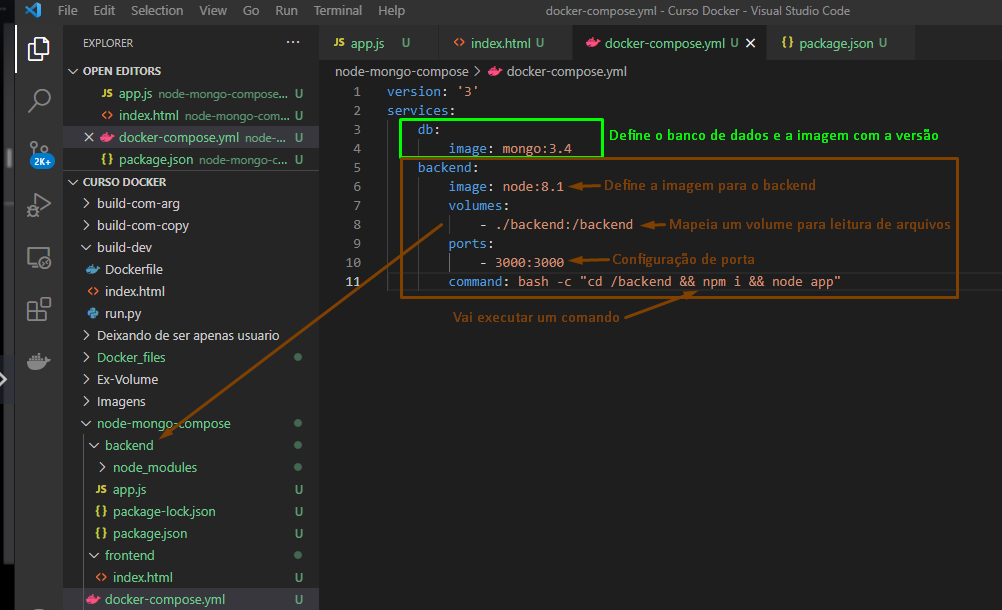 File Edit Selection View Go Run Terminal Help docker-compose.yml - Curso Docker - Visual Studio Code
EXPLORER ...
OPEN EDITORS
JS app.js node-mongo-compose... U
<> index.html node-mongo-com... U
docker-compose.yml node-... U
{} package.json node-mongo-c... U
2K+
CURSO DOCKER
build-com-arg
build-com-copy
build-dev
Dockerfile
<> index.html
run.py
Deixando de ser apenas usuario
Docker_files
Ex-Volume
Imagens
node-mongo-compose
backend
node_modules
JS app.js U
{} package-lock.json U
{} package.json U
frontend
<> index.html U
docker-compose.yml U
JS app.js U <> index.html U docker-compose.yml U {} package.json U
node-mongo-compose > docker-compose.yml
1 version: '3'
2 services:
3 db:
Define o banco de dados e a imagem com a versão
4 image: mongo:3.4
5 backend:
6 image: node:8.1 Define a imagem para o backend
7 volumes:
8 - ./backend:/backend Mapeia um volume para leitura de arquivos
9 ports:
10 - 3000:3000 Configuração de porta
11 command: bash -c "cd /backend && npm i && node app"
Vai executar um comando